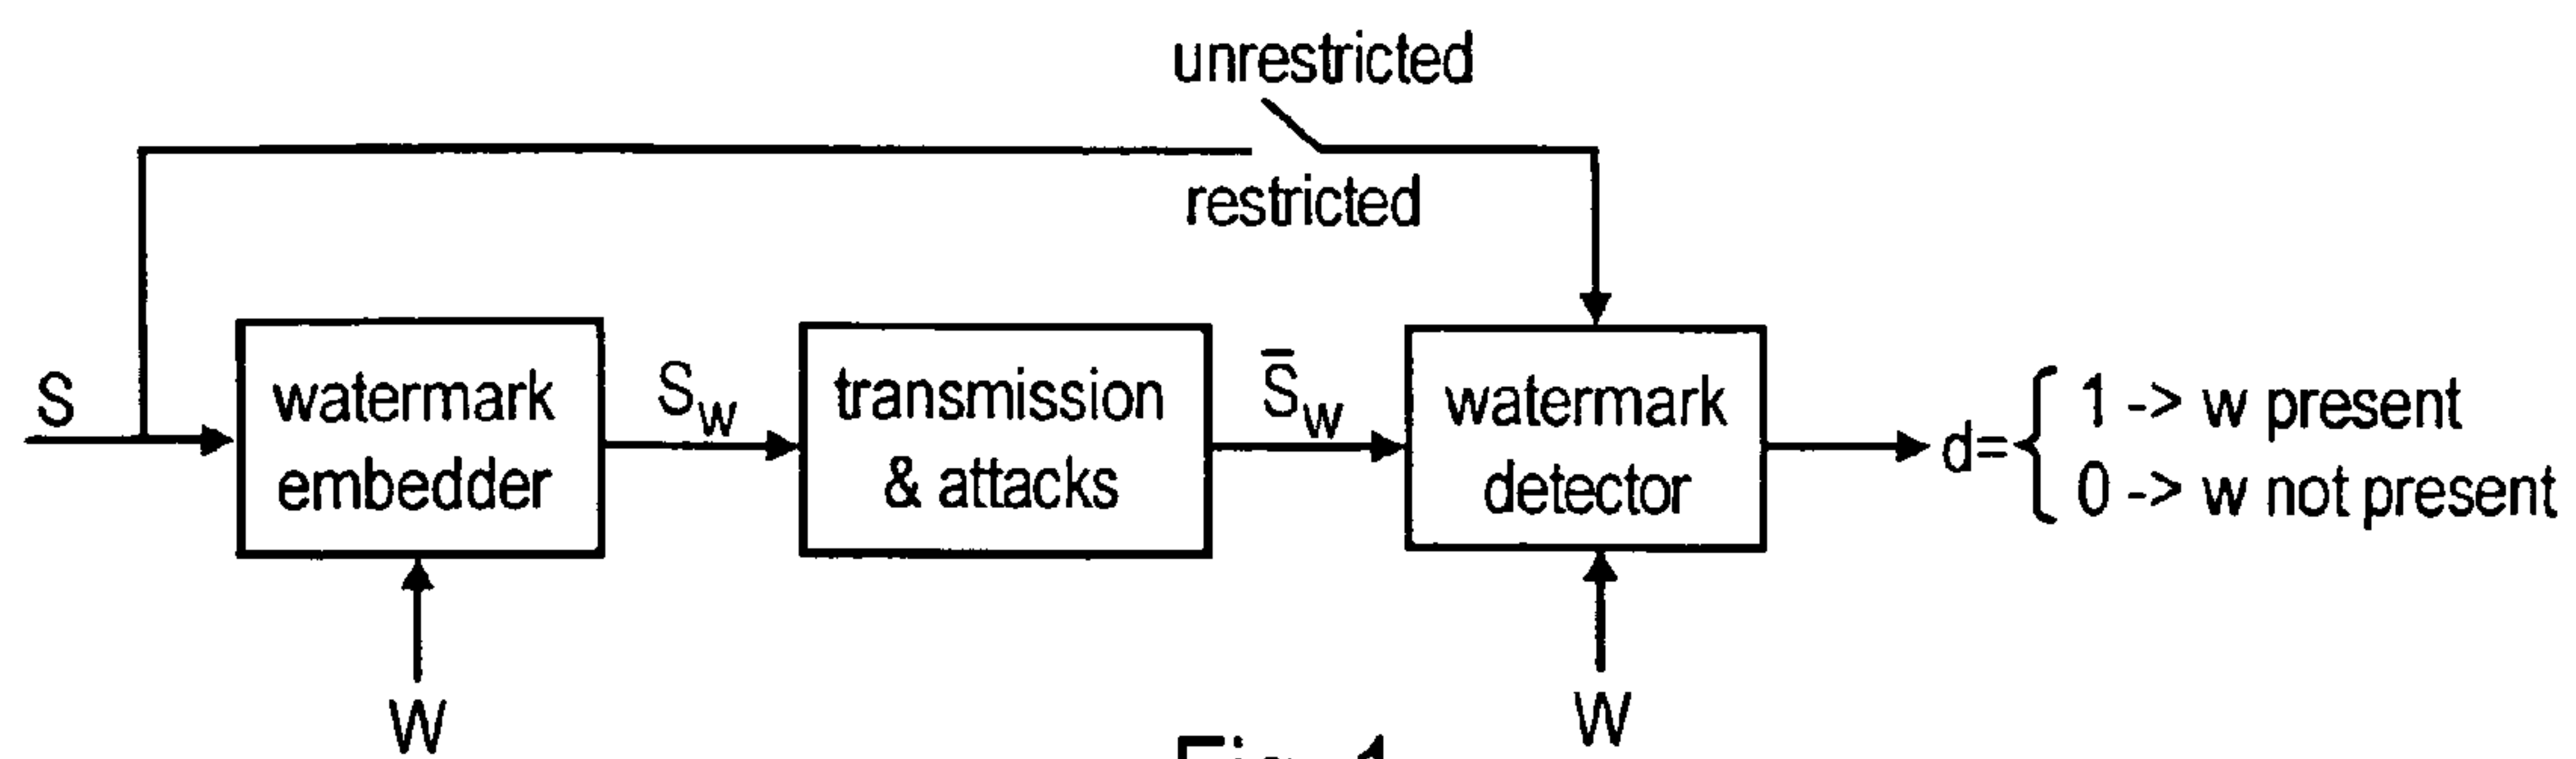 unrestricted
restricted
S
watermark
embedder
S_w
transmission
& attacks
S̄_w
watermark
detector
d= { 1 -> w present
0 -> w not present
W
W